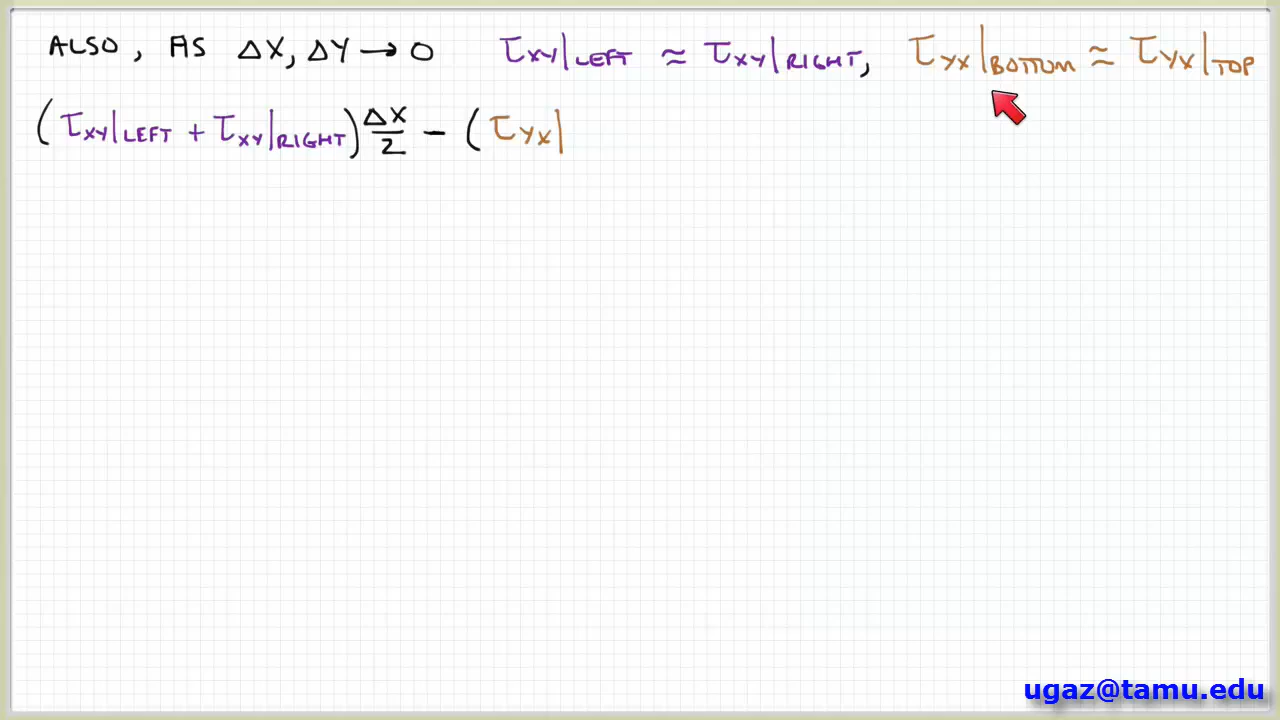 ALSO, AS ΔX, ΔY → 0 τXY|LEFT ≈ τXY|RIGHT, τYX|BOTTOM ≈ τYX|TOP
(τXY|LEFT + τXY|RIGHT) ΔX/2 - (τYX|
ugaz@tamu.edu